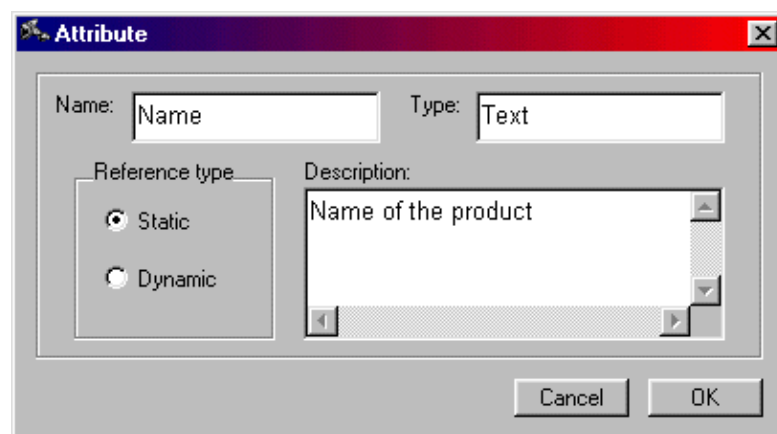 Attribute
Name: Name Type: Text
Reference type Description:
Static Name of the product
Dynamic
Cancel OK